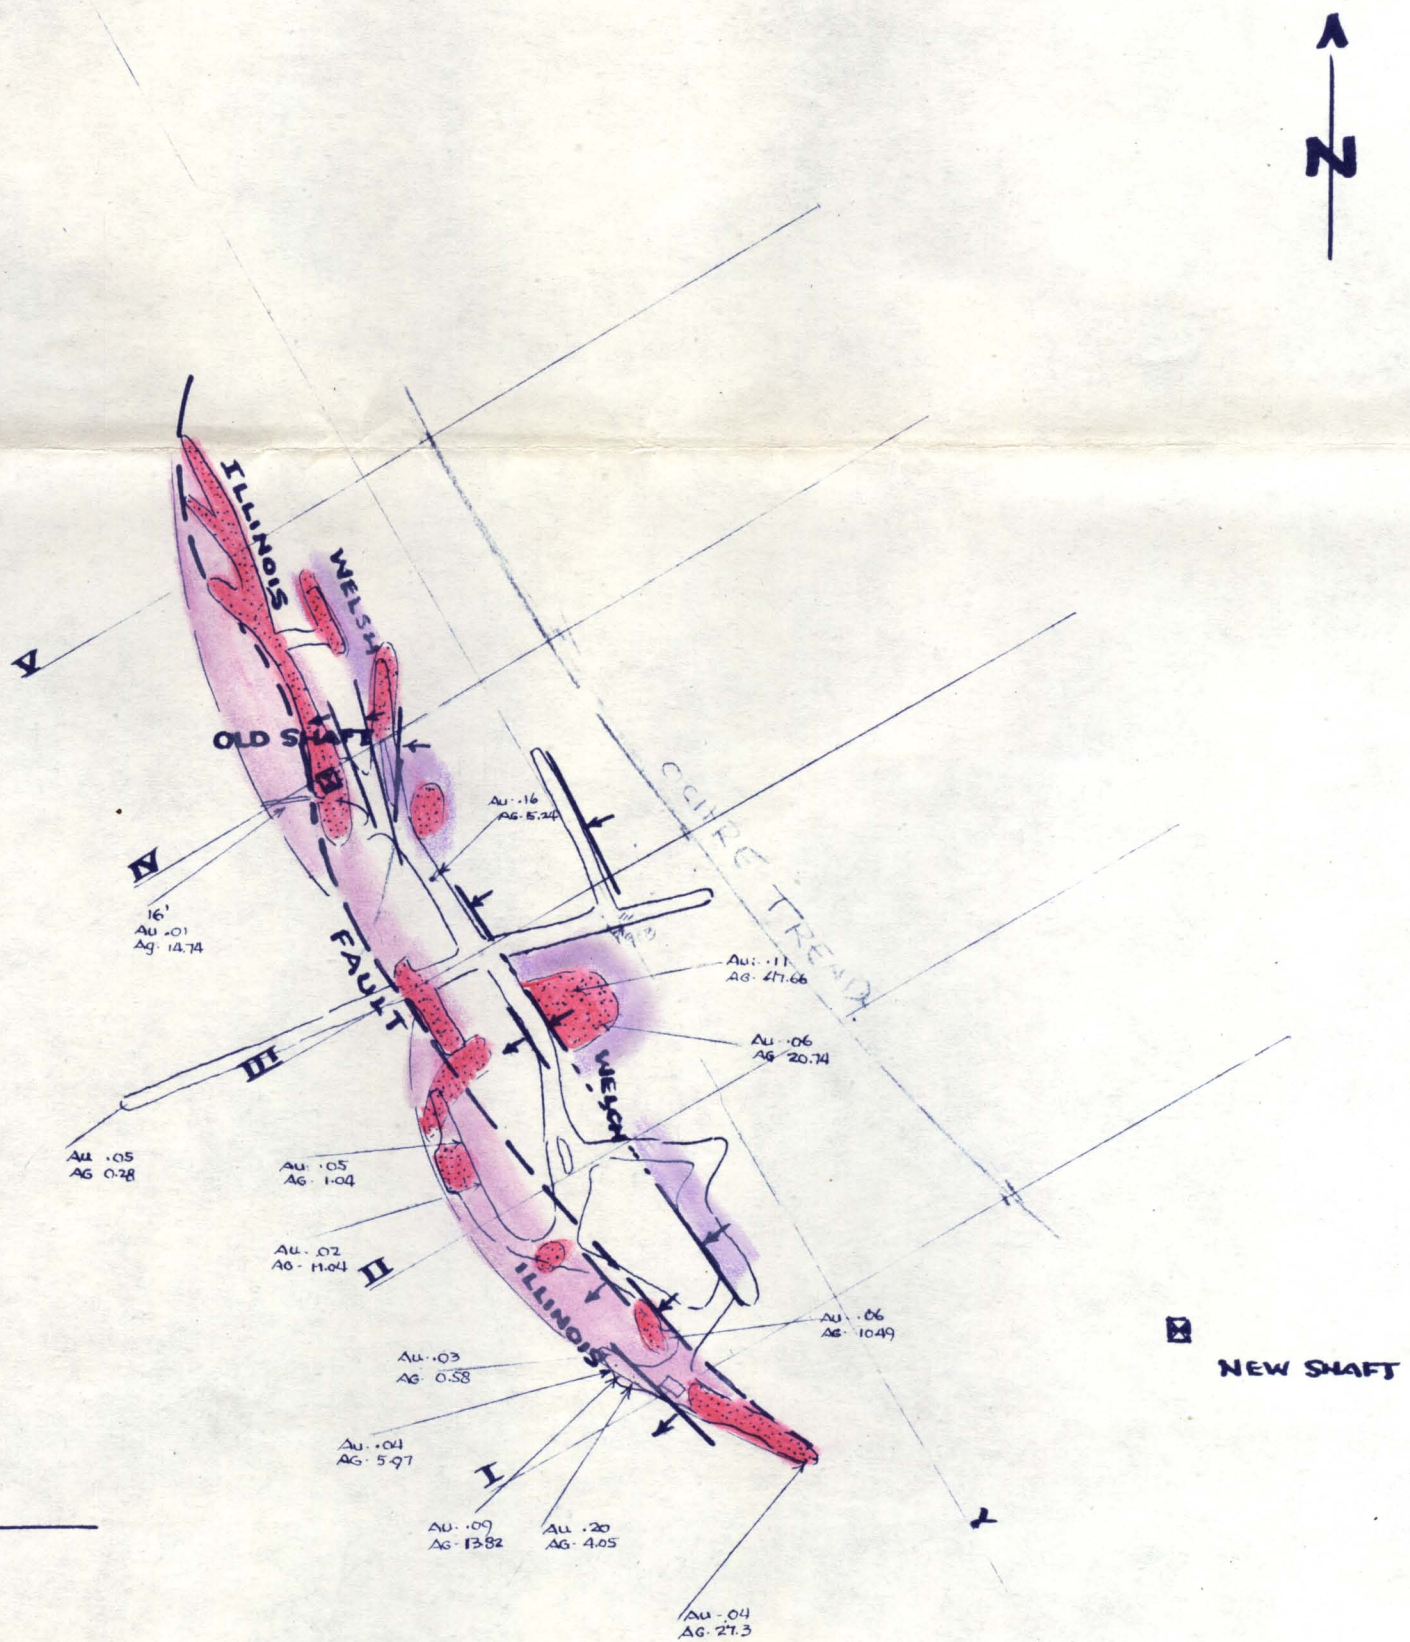 N
ILLINOIS
WELSH
V
OLD SHAFT
Au .16
AG. 5.24
OCHRE TREND
IV
16'
Au .01
Ag. 14.74
FAULT
Au .11
AG. 47.66
Au .06
AG 20.74
III
WELCH
Au .05
AG 0.28
Au .05
AG. 1.04
Au .02
AG. 11.04
II
ILLINOIS
Au .06
AG. 10.49
NEW SHAFT
Au .03
AG. 0.58
Au .04
AG. 5.97
I
Au .09
AG. 13.82
Au .20
AG. 4.05
Au .04
AG. 27.3